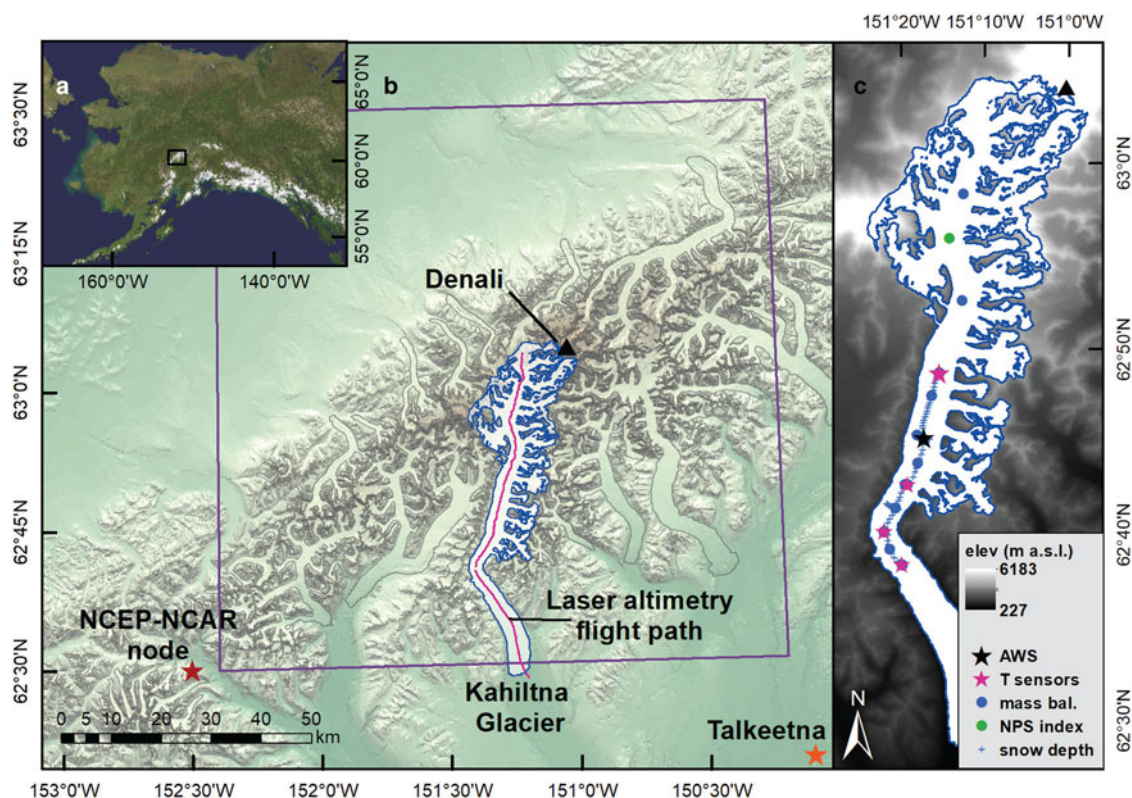 151°20'W 151°10'W 151°0'W
a
b
c
63°30'N
63°15'N
63°0'N
62°45'N
62°30'N
65°0'N
60°0'N
55°0'N
160°0'W 140°0'W
Denali
NCEP-NCAR
node
Laser altimetry
flight path
Kahiltna
Glacier
Talkeetna
0 5 10 20 30 40 50
km
153°0'W 152°30'W 152°0'W 151°30'W 151°0'W 150°30'W
63°0'N
62°50'N
62°40'N
62°30'N
elev (m a.s.l.)
6183
227
AWS
T sensors
mass bal.
NPS index
snow depth
N